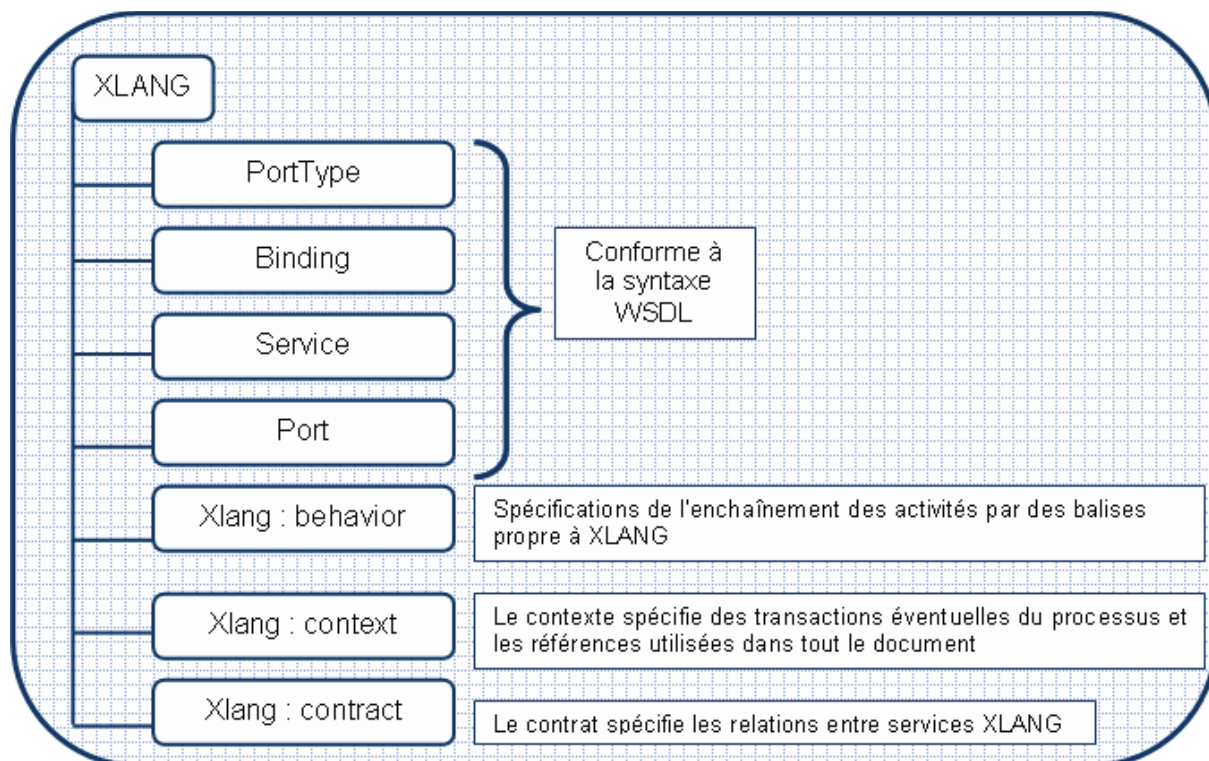 XLANG
PortType
Binding
Conforme à
la syntaxe
WSDL
Service
Port
Xlang : behavior
Spécifications de l'enchaînement des activités par des balises
propre à XLANG
Xlang : context
Le contexte spécifie des transactions éventuelles du processus et
les références utilisées dans tout le document
Xlang : contract
Le contrat spécifie les relations entre services XLANG